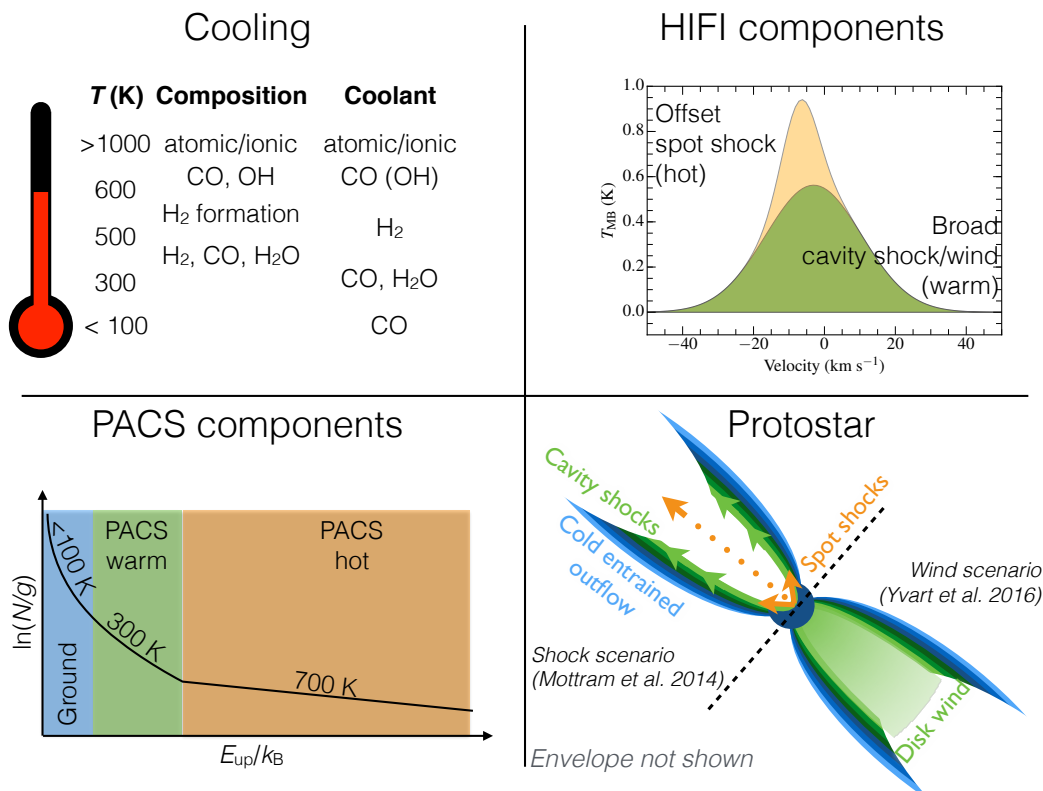 Cooling
T (K) Composition Coolant
>1000 atomic/ionic atomic/ionic
CO, OH CO (OH)
600
H₂ formation
500 H₂
H₂, CO, H₂O
300 CO, H₂O
< 100 CO
HIFI components
1.0
0.8
0.6
0.4
0.2
0.0
T_MB (K)
Offset
spot shock
(hot)
Broad
cavity shock/wind
(warm)
−40 −20 0 20 40
Velocity (km s⁻¹)
PACS components
ln(N/g)
<100 K
Ground
PACS
warm
300 K
PACS
hot
700 K
E_up/k_B
Protostar
Cavity shocks
Cold entrained
outflow
Spot shocks
Wind scenario
(Yvart et al. 2016)
Shock scenario
(Mottram et al. 2014)
Disk wind
Envelope not shown